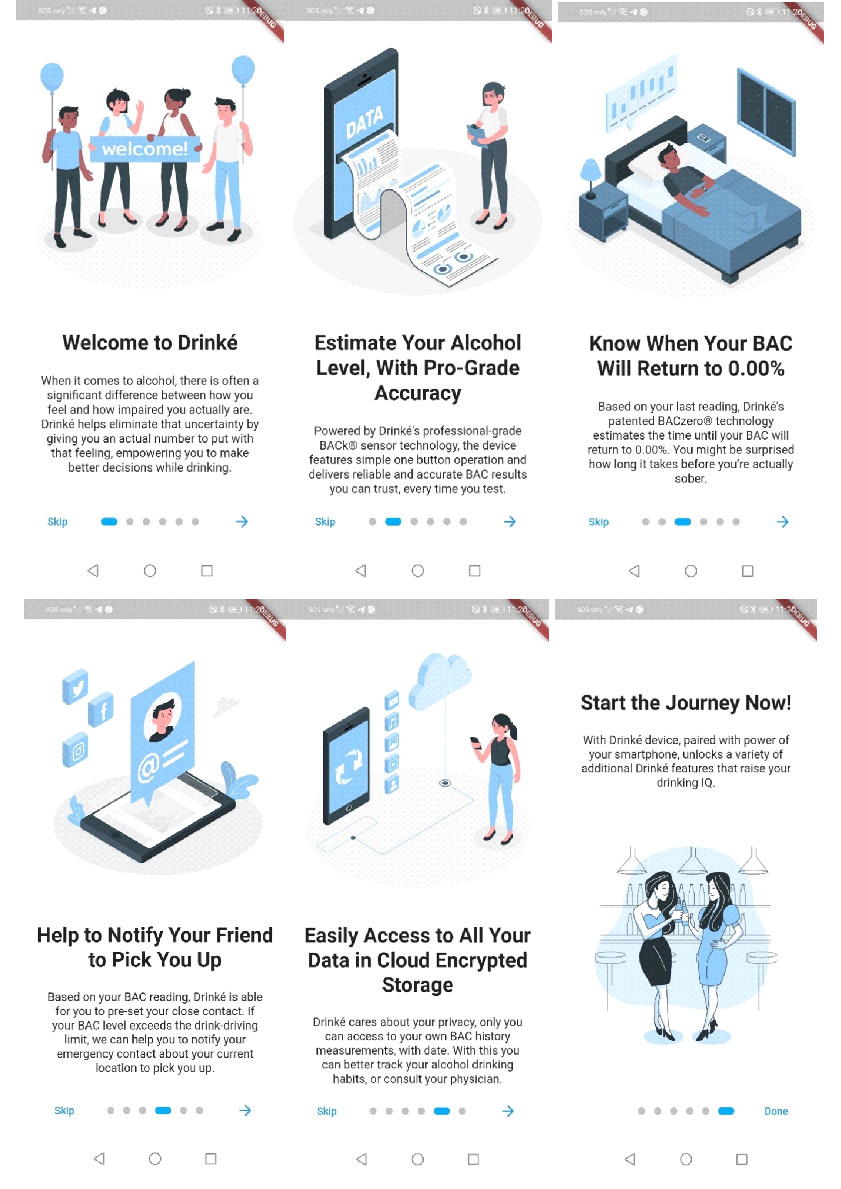 SOS only
11:20
DEBUG
welcome!
Welcome to Drinké
When it comes to alcohol, there is often a
significant difference between how you
feel and how impaired you actually are.
Drinké helps eliminate that uncertainty by
giving you an actual number to put with
that feeling, empowering you to make
better decisions while drinking.
Skip
SOS only
11:20
DEBUG
DATA
Estimate Your Alcohol
Level, With Pro-Grade
Accuracy
Powered by Drinké's professional-grade
BACk® sensor technology, the device
features simple one button operation and
delivers reliable and accurate BAC results
you can trust, every time you test.
Skip
SOS only
11:20
DEBUG
Know When Your BAC
Will Return to 0.00%
Based on your last reading, Drinké's
patented BACzero® technology
estimates the time until your BAC will
return to 0.00%. You might be surprised
how long it takes before you're actually
sober.
Skip
SOS only
11:20
DEBUG
@
Help to Notify Your Friend
to Pick You Up
Based on your BAC reading, Drinké is able
for you to pre-set your close contact. If
your BAC level exceeds the drink-driving
limit, we can help you to notify your
emergency contact about your current
location to pick you up.
Skip
SOS only
11:20
DEBUG
Easily Access to All Your
Data in Cloud Encrypted
Storage
Drinké cares about your privacy, only you
can access to your own BAC history
measurements, with date. With this you
can better track your alcohol drinking
habits, or consult your physician.
Skip
SOS only
11:20
DEBUG
Start the Journey Now!
With Drinké device, paired with power of
your smartphone, unlocks a variety of
additional Drinké features that raise your
drinking IQ.
Done